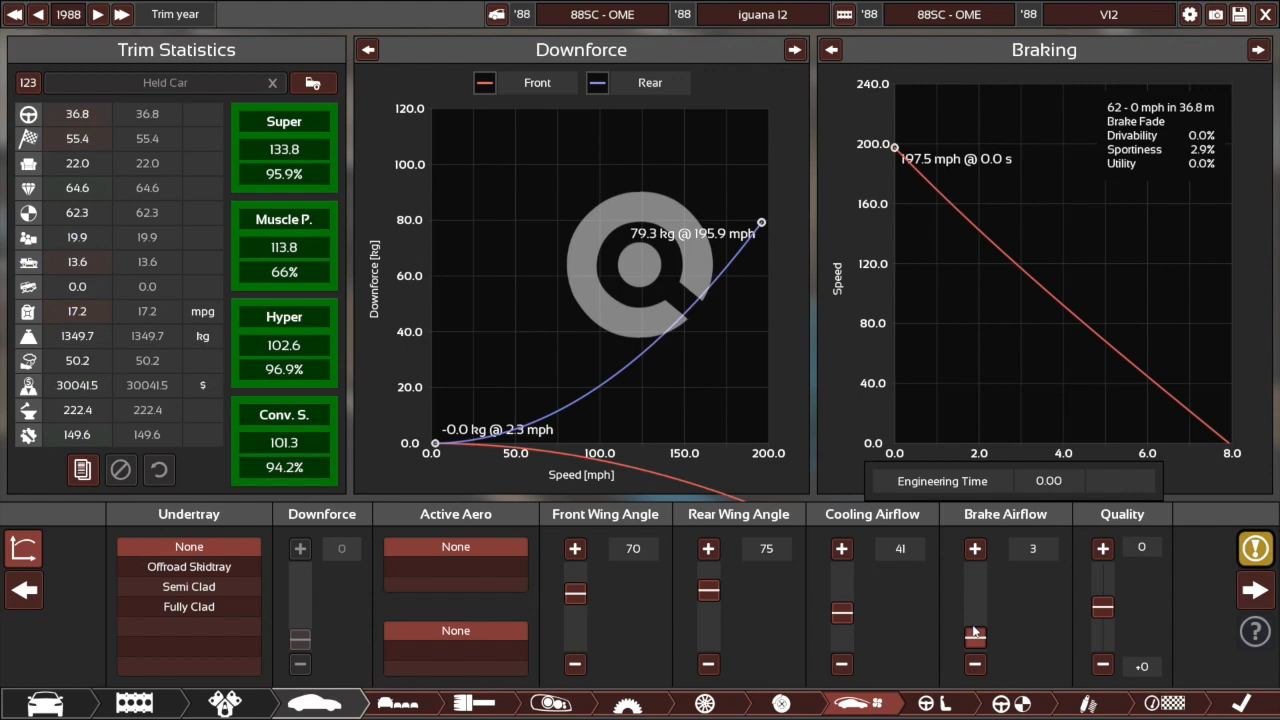 1988 Trim year '88 88SC - OME '88 iguana I2 '88 88SC - OME '88 V12
Trim Statistics
123 Held Car X
36.8 36.8
55.4 55.4
22.0 22.0
64.6 64.6
62.3 62.3
19.9 19.9
13.6 13.6
0.0 0.0
17.2 17.2 mpg
1349.7 1349.7 kg
50.2 50.2
30041.5 30041.5 $
222.4 222.4
149.6 149.6
Super
133.8
95.9%
Muscle P.
113.8
66%
Hyper
102.6
96.9%
Conv. S.
101.3
94.2%
Downforce
Front Rear
120.0
100.0
80.0
60.0
40.0
20.0
0.0
Downforce [kg]
79.3 kg @ 195.9 mph
-0.0 kg @ 2.3 mph
0.0 50.0 100.0 150.0 200.0
Speed [mph]
Braking
240.0
200.0
160.0
120.0
80.0
40.0
0.0
Speed
62 - 0 mph in 36.8 m
Brake Fade
Drivability 0.0%
Sportiness 2.9%
Utility 0.0%
197.5 mph @ 0.0 s
0.0 2.0 4.0 6.0 8.0
Engineering Time 0.00
Undertray
None
Offroad Skidtray
Semi Clad
Fully Clad
Downforce
0
Active Aero
None
None
Front Wing Angle
70
Rear Wing Angle
75
Cooling Airflow
41
Brake Airflow
3
Quality
0
+0